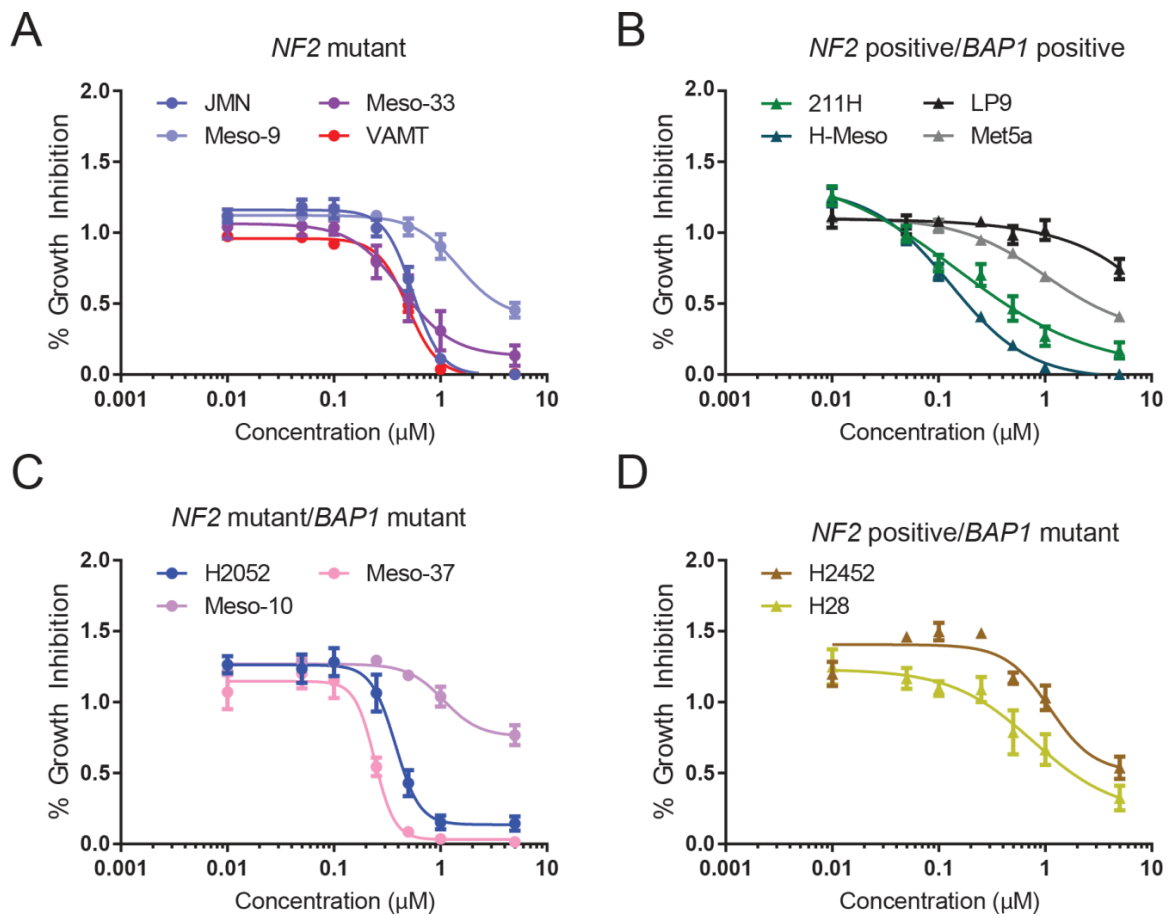 A
NF2 mutant
JMN
Meso-33
Meso-9
VAMT
2.0
1.5
1.0
0.5
0.0
% Growth Inhibition
0.001
0.01
0.1
1
10
Concentration (µM)
B
NF2 positive/BAP1 positive
211H
LP9
H-Meso
Met5a
2.0
1.5
1.0
0.5
0.0
% Growth Inhibition
0.001
0.01
0.1
1
10
Concentration (µM)
C
NF2 mutant/BAP1 mutant
H2052
Meso-37
Meso-10
2.0
1.5
1.0
0.5
0.0
% Growth Inhibition
0.001
0.01
0.1
1
10
Concentration (µM)
D
NF2 positive/BAP1 mutant
H2452
H28
2.0
1.5
1.0
0.5
0.0
% Growth Inhibition
0.001
0.01
0.1
1
10
Concentration (µM)